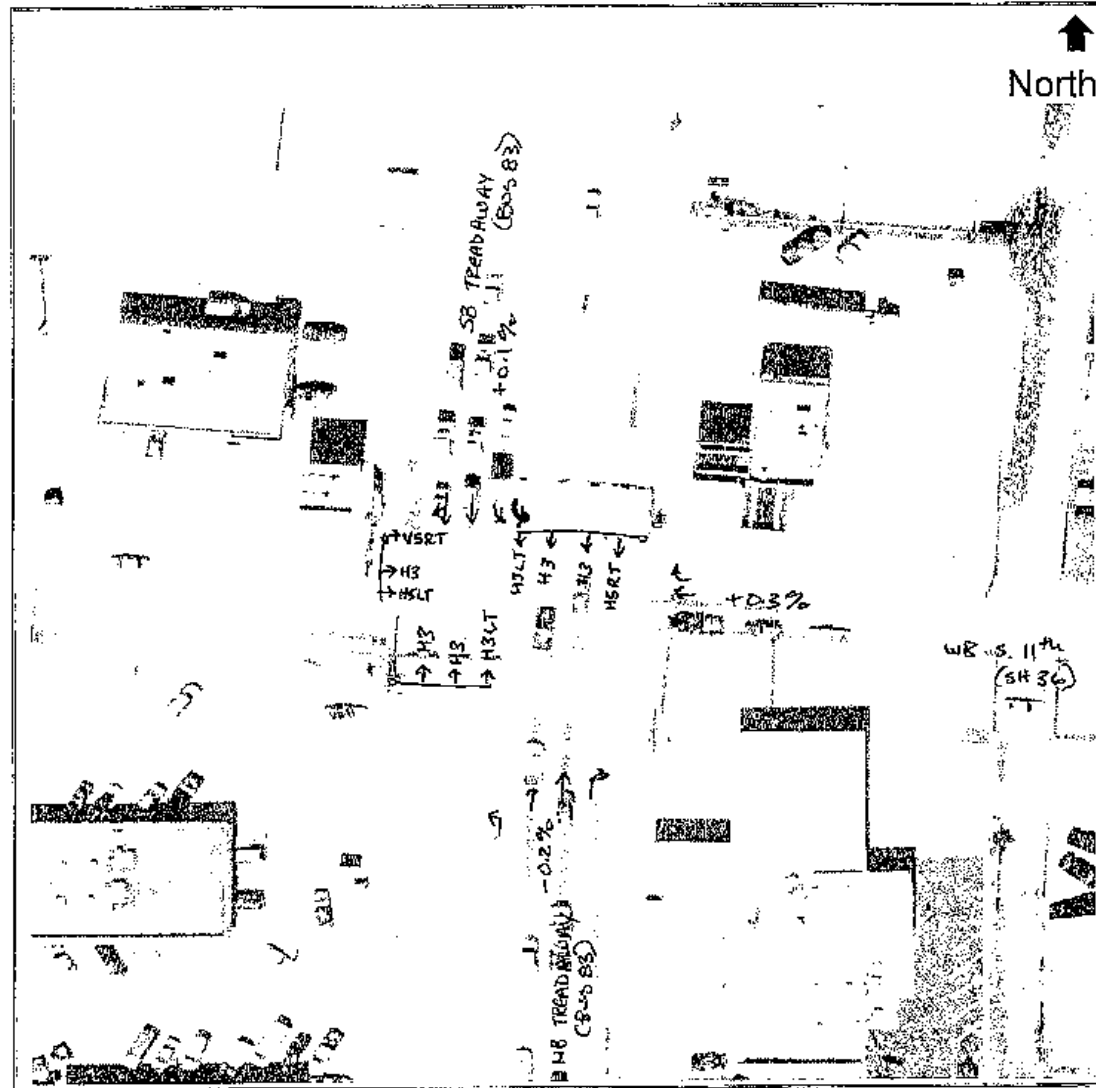 North
SB TREADAWAY
(BUS 83)
+0.1%
V5RT
H3
H5LT
H3LT
H3
H3
H5RT
H3
H3
H3LT
+0.3%
WB S. 11th
(SH 36)
-0.2%
NB TREADAWAY
(BUS 83)